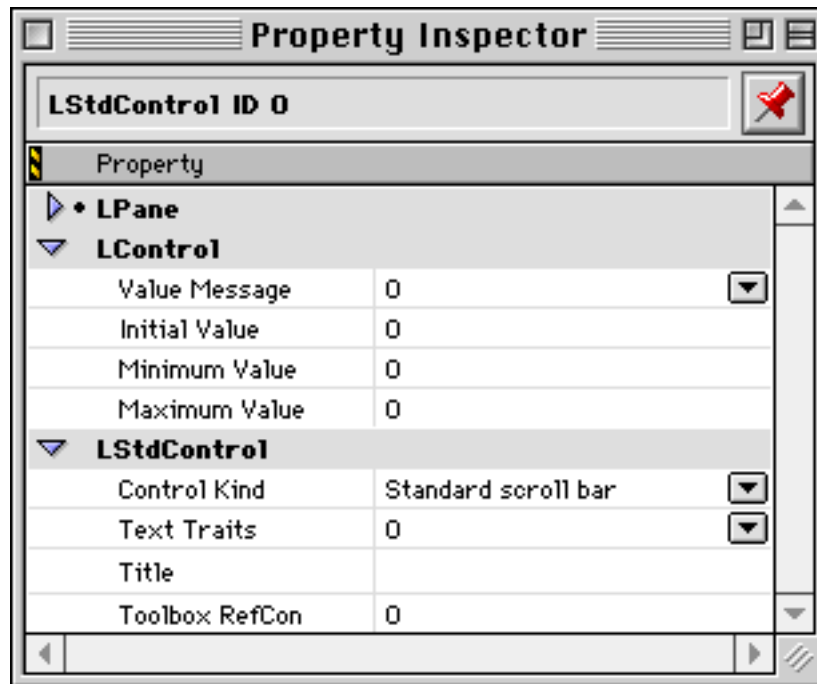 Property Inspector
LStdControl ID 0
Property
• LPane
LControl
Value Message 0
Initial Value 0
Minimum Value 0
Maximum Value 0
LStdControl
Control Kind Standard scroll bar
Text Traits 0
Title
Toolbox RefCon 0